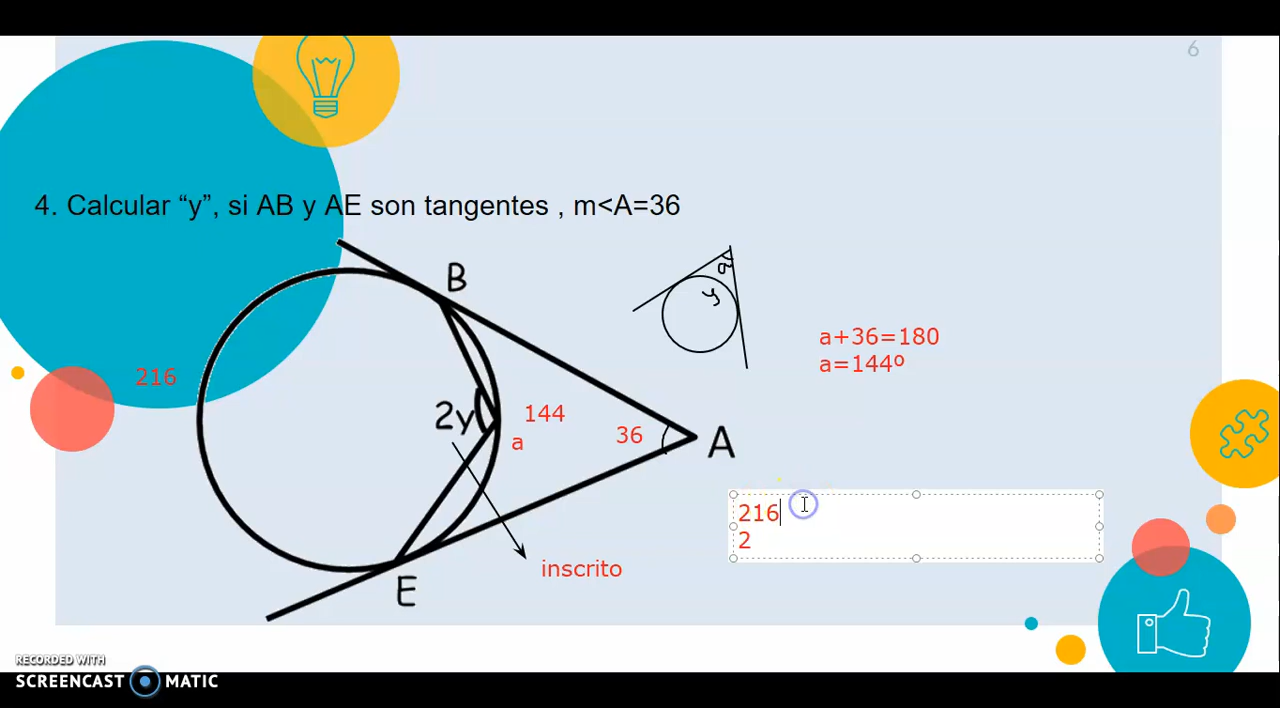 6
4. Calcular “y”, si AB y AE son tangentes , m<A=36
B
a
y
a+36=180
a=144º
216
2y
144
a
36
A
216
2
inscrito
E
RECORDED WITH
SCREENCAST MATIC